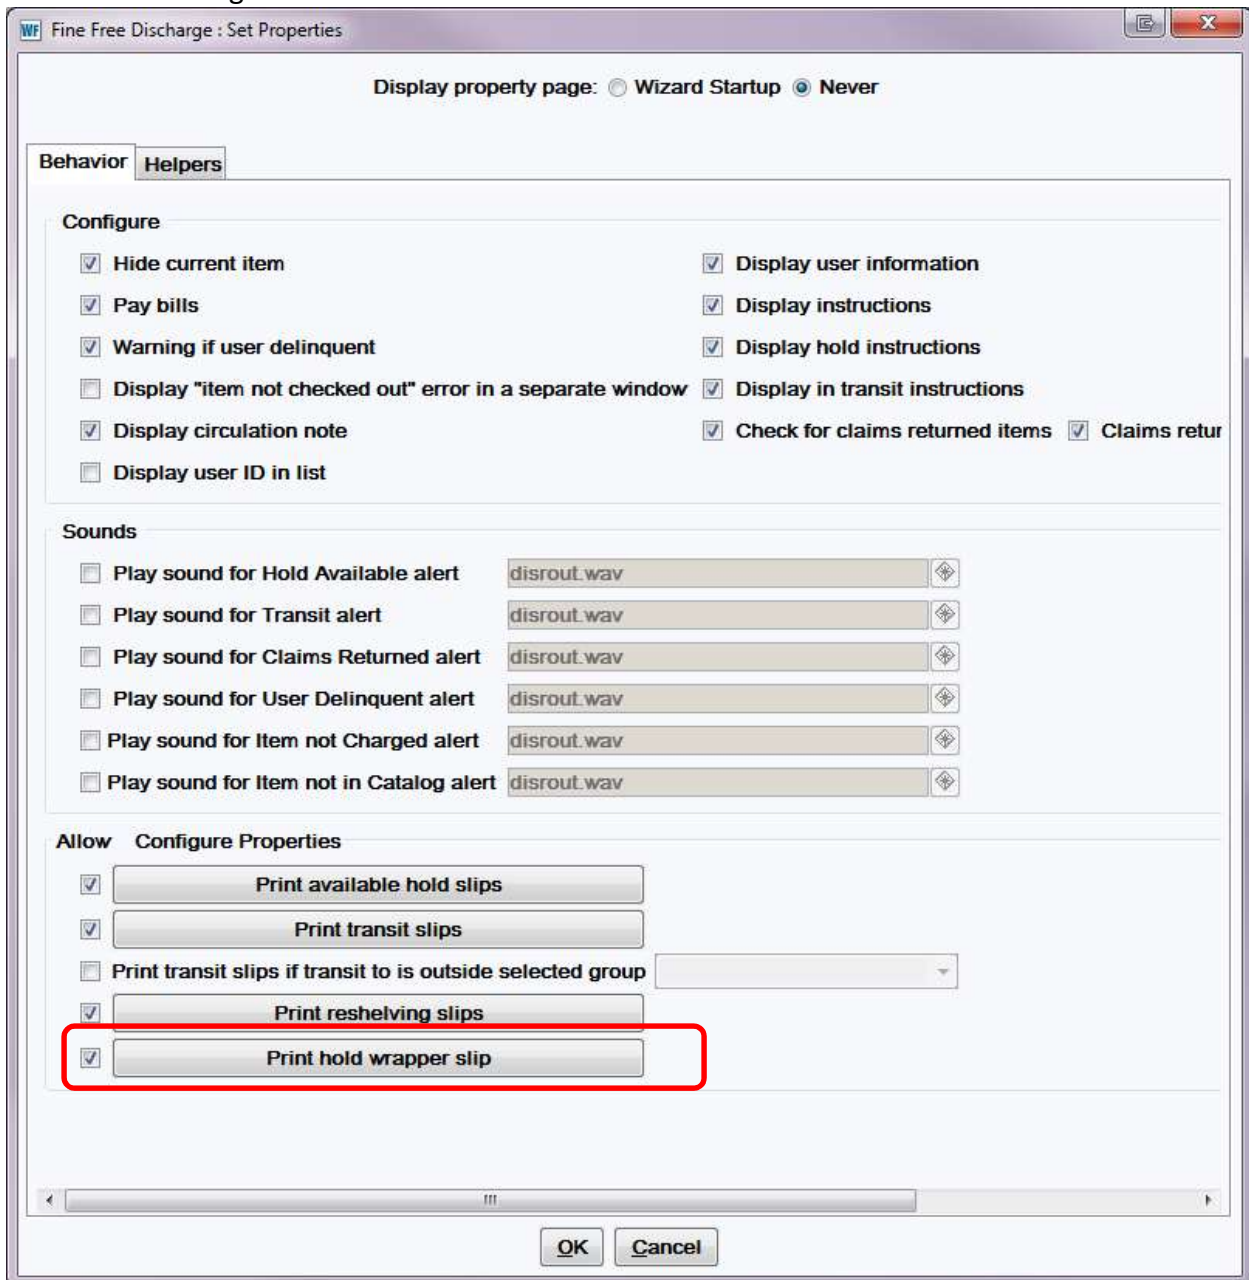 WF Fine Free Discharge : Set Properties
Display property page: Wizard Startup Never
Behavior Helpers
Configure
Hide current item Display user information
Pay bills Display instructions
Warning if user delinquent Display hold instructions
Display "item not checked out" error in a separate window Display in transit instructions
Display circulation note Check for claims returned items Claims retur
Display user ID in list
Sounds
Play sound for Hold Available alert disrout.wav
Play sound for Transit alert disrout.wav
Play sound for Claims Returned alert disrout.wav
Play sound for User Delinquent alert disrout.wav
Play sound for Item not Charged alert disrout.wav
Play sound for Item not in Catalog alert disrout.wav
Allow Configure Properties
Print available hold slips
Print transit slips
Print transit slips if transit to is outside selected group
Print reshelving slips
Print hold wrapper slip
OK Cancel